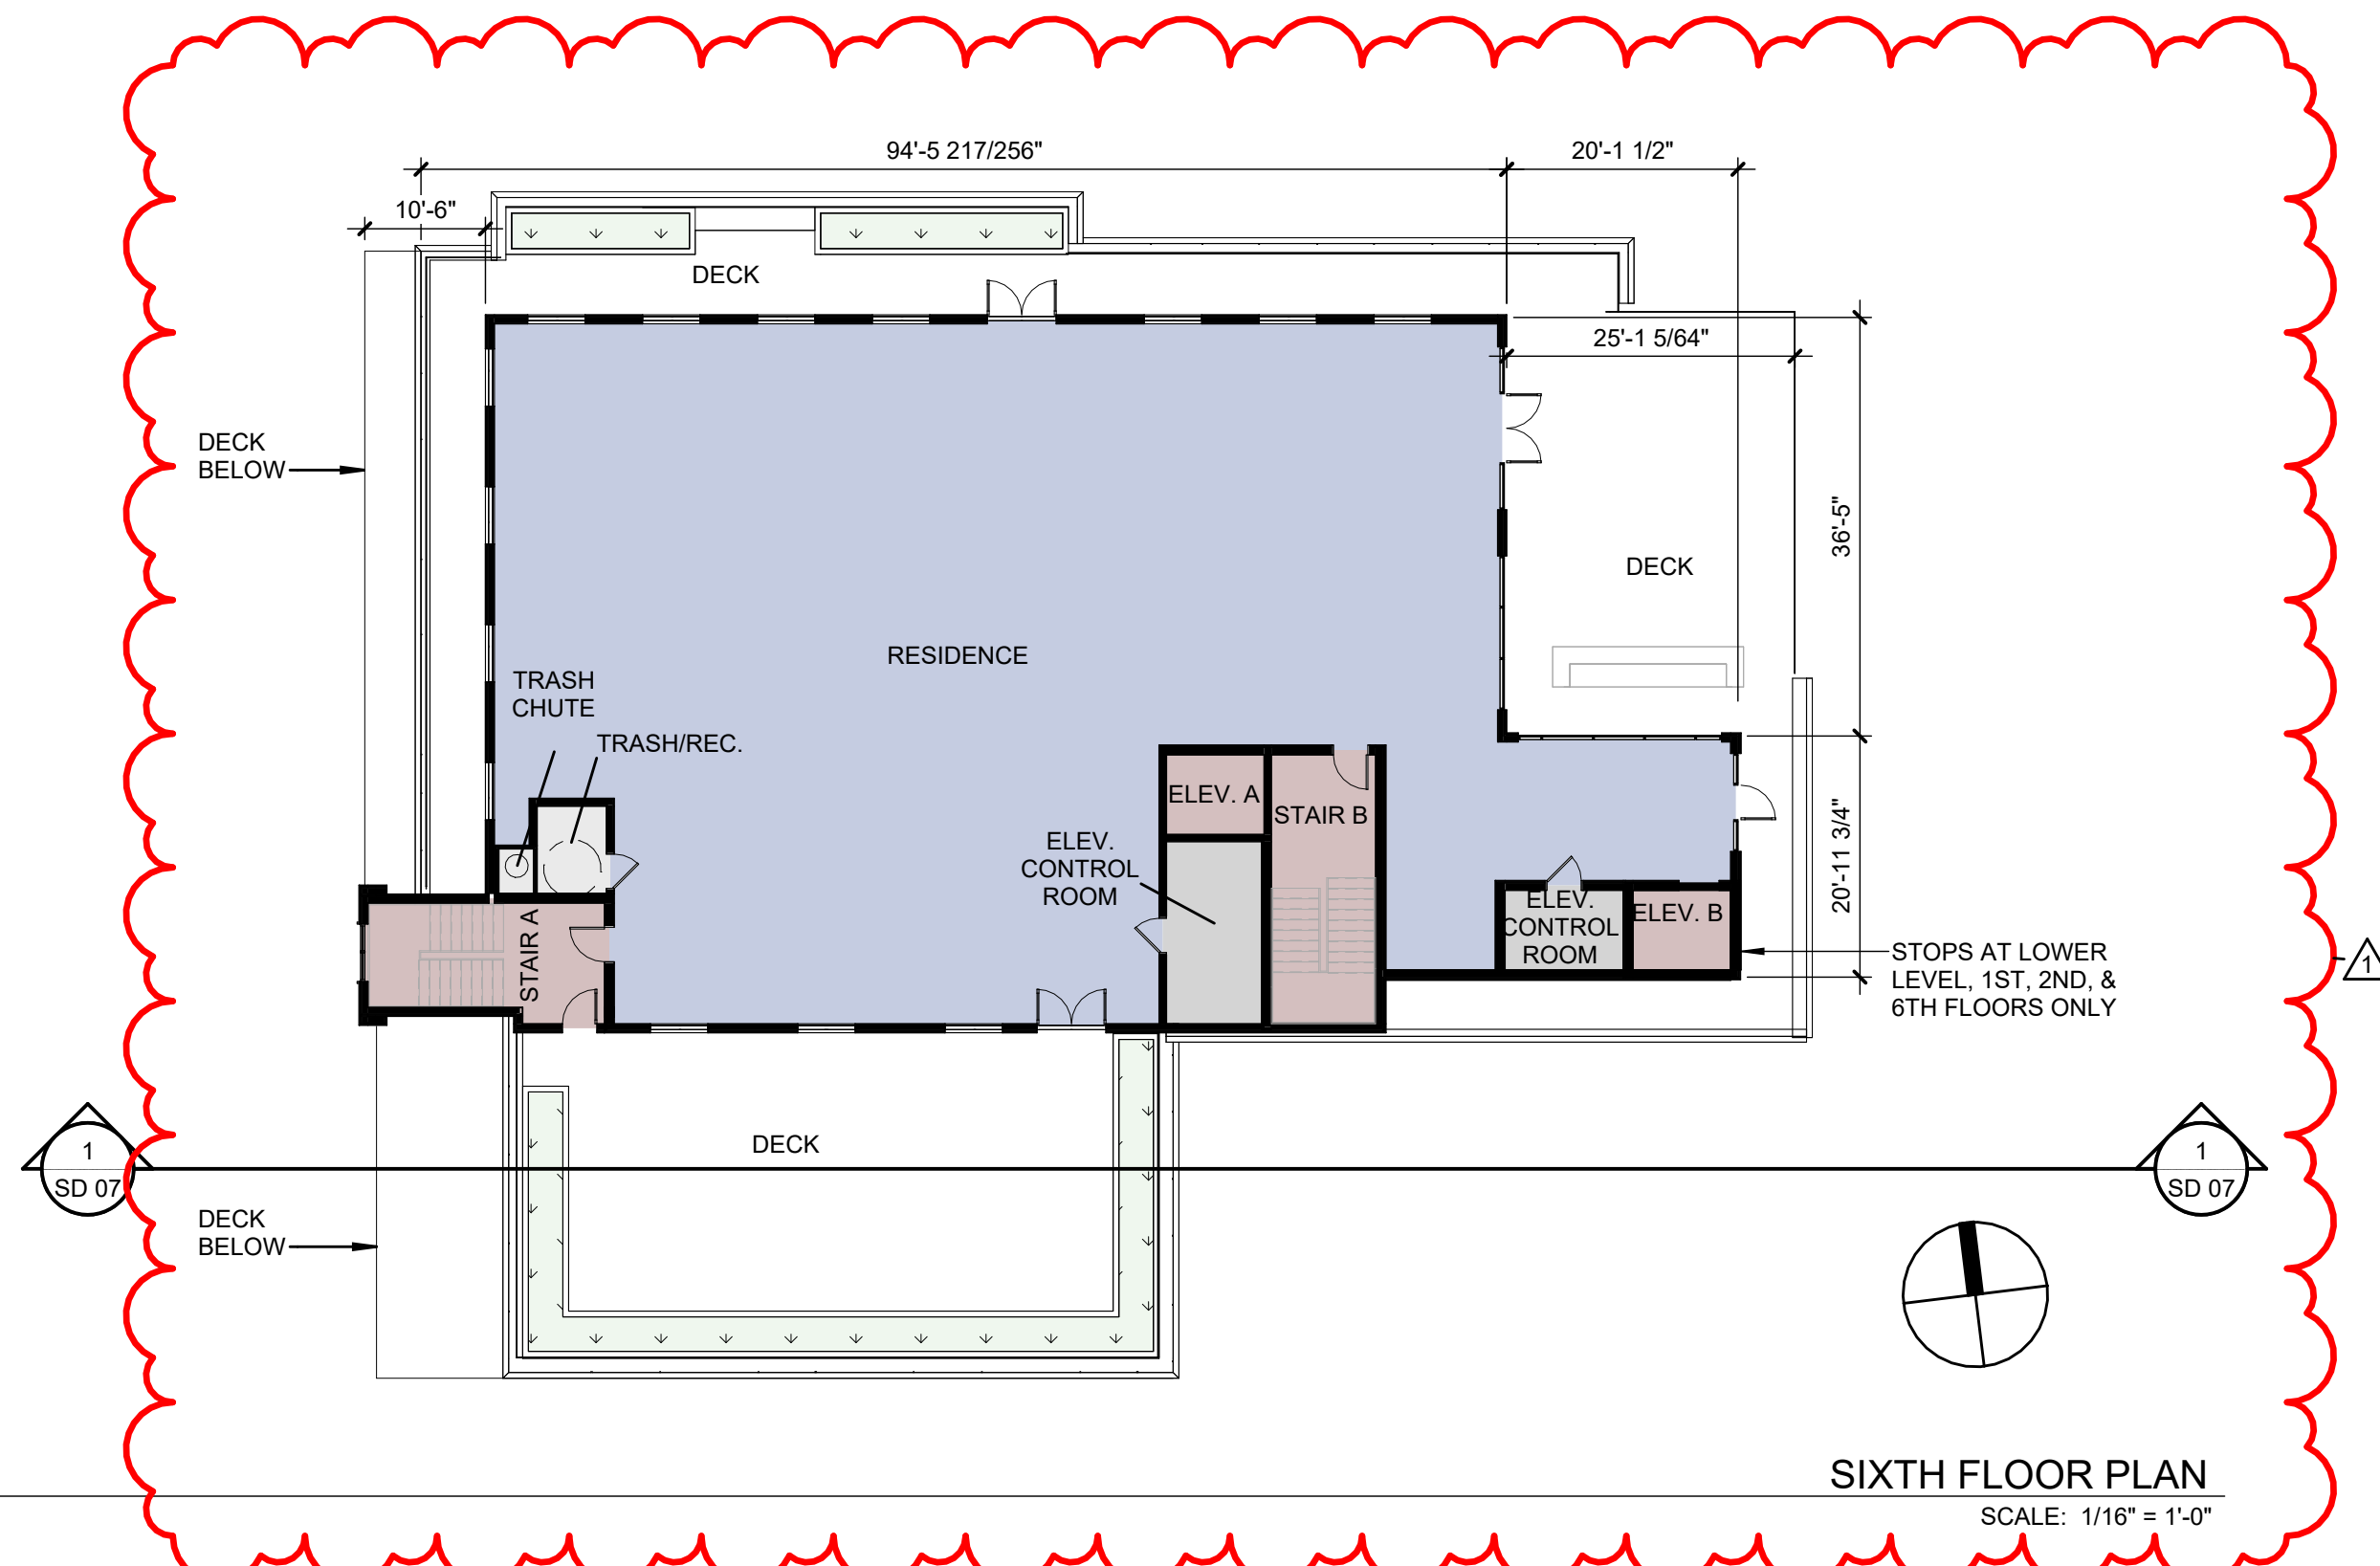 94'-5 217/256"
20'-1 1/2"
10'-6"
DECK
25'-1 5/64"
DECK
BELOW
36'-5"
DECK
RESIDENCE
TRASH
CHUTE
TRASH/REC.
ELEV. A
STAIR B
ELEV.
CONTROL
ROOM
20'-11 3/4"
STAIR A
ELEV.
CONTROL
ROOM
ELEV. B
STOPS AT LOWER
LEVEL, 1ST, 2ND, &
6TH FLOORS ONLY
1
DECK
1
SD 07
1
SD 07
DECK
BELOW
SIXTH FLOOR PLAN
SCALE: 1/16" = 1'-0"